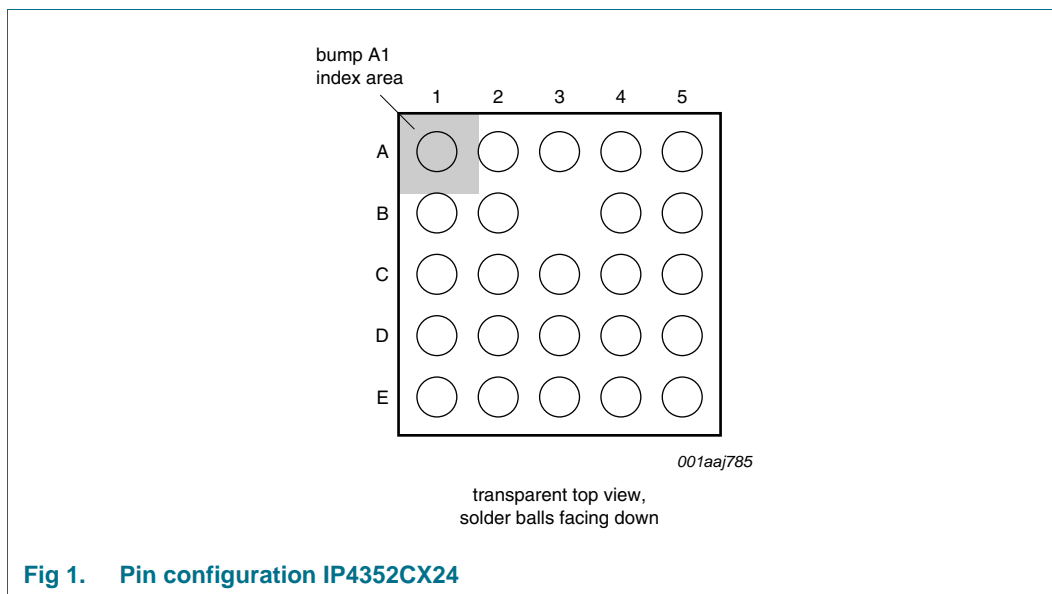 bump A1
index area
1 2 3 4 5
A
B
C
D
E
001aaj785
transparent top view,
solder balls facing down
Fig 1. Pin configuration IP4352CX24